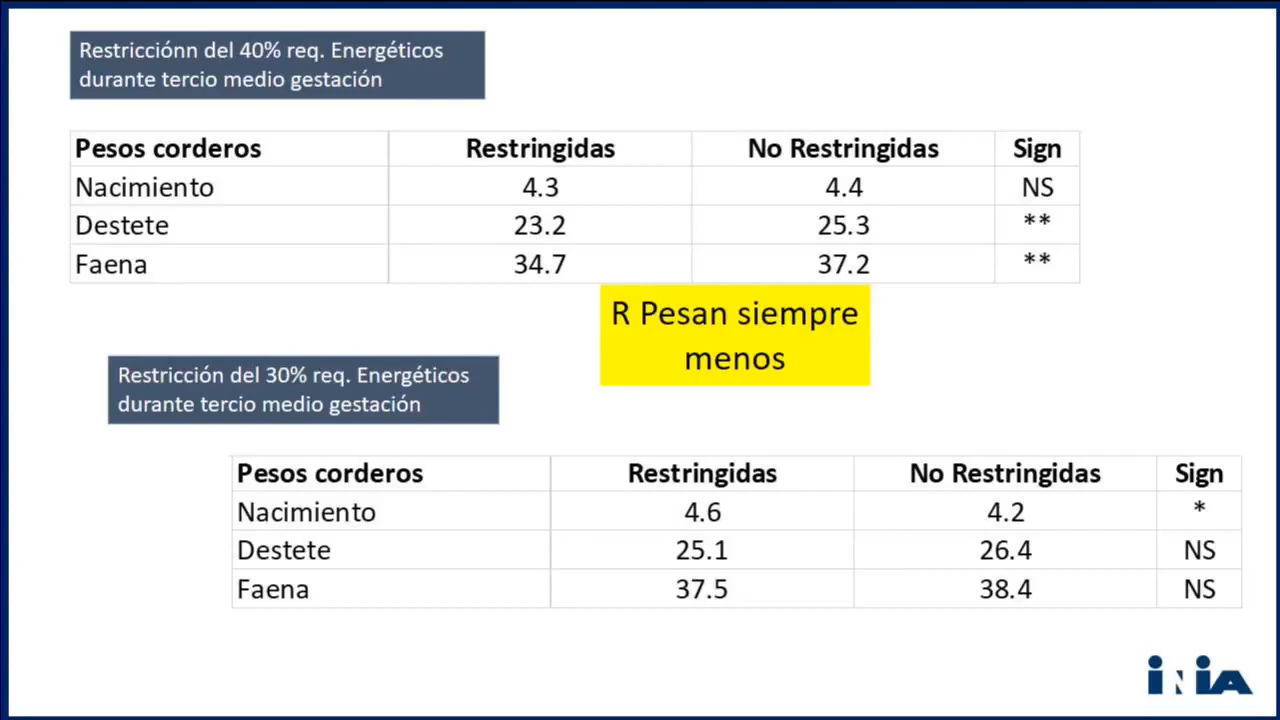 Restricciónn del 40% req. Energéticos
durante tercio medio gestación
Pesos corderos Restringidas No Restringidas Sign
Nacimiento 4.3 4.4 NS
Destete 23.2 25.3 **
Faena 34.7 37.2 **
R Pesan siempre
menos
Restricción del 30% req. Energéticos
durante tercio medio gestación
Pesos corderos Restringidas No Restringidas Sign
Nacimiento 4.6 4.2 *
Destete 25.1 26.4 NS
Faena 37.5 38.4 NS
iNiA